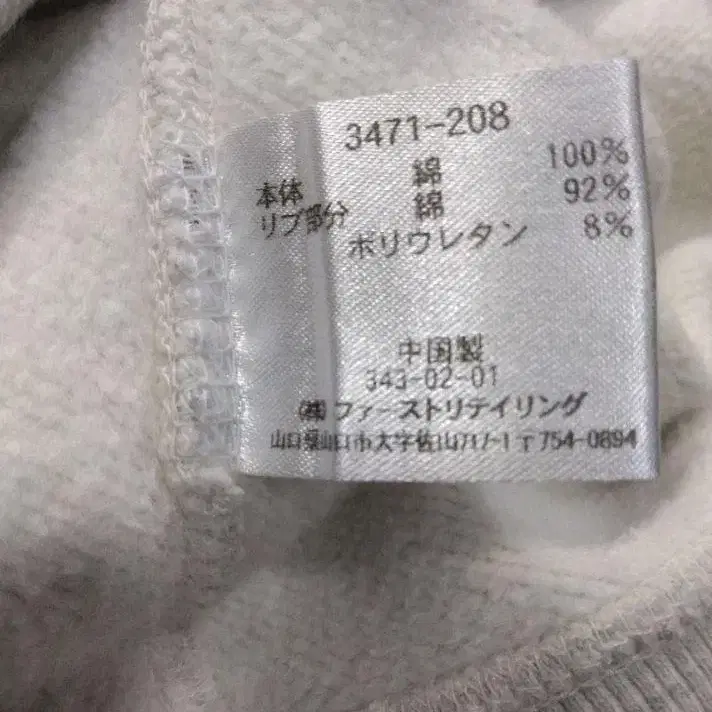 3471-208
本体 綿 100%
リブ部分 綿 92%
ポリウレタン 8%
中国製
343-02-01
㈱ファーストリテイリング
山口県山口市大字佐山717-1 〒754-0894